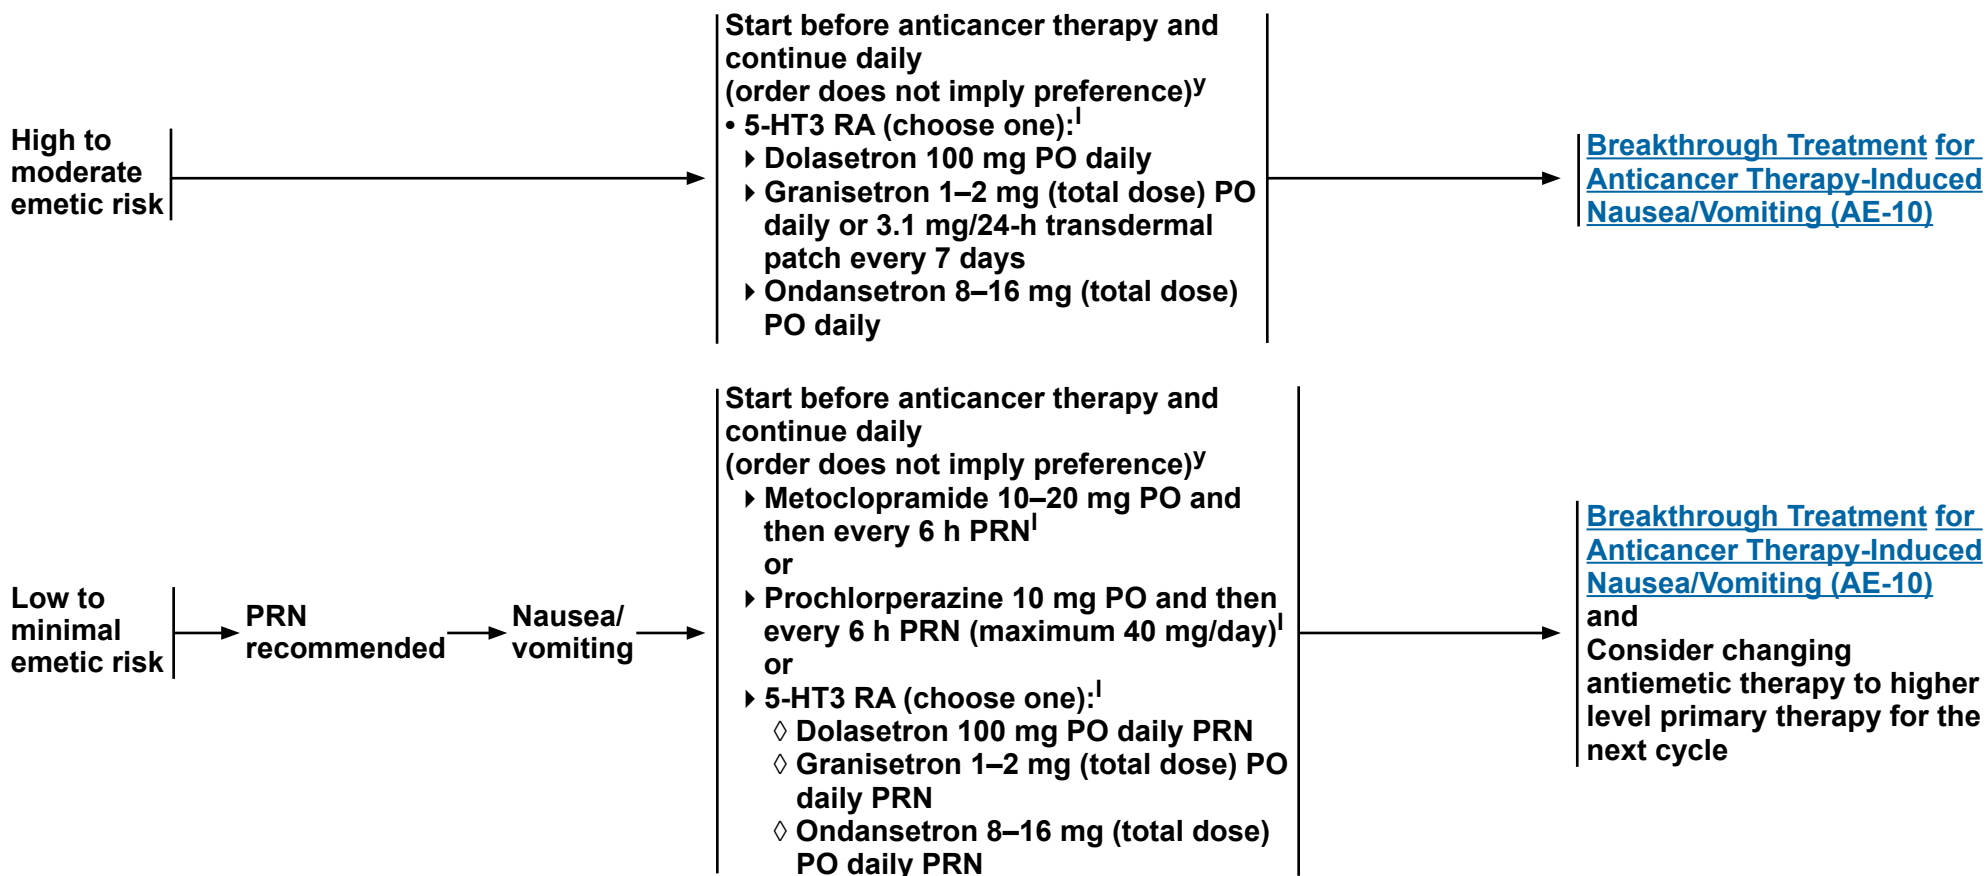 High to
moderate
emetic risk
Start before anticancer therapy and
continue daily
(order does not imply preference)y
• 5-HT3 RA (choose one):l
Dolasetron 100 mg PO daily
Granisetron 1–2 mg (total dose) PO
daily or 3.1 mg/24-h transdermal
patch every 7 days
Ondansetron 8–16 mg (total dose)
PO daily
Breakthrough Treatment for
Anticancer Therapy-Induced
Nausea/Vomiting (AE-10)
Low to
minimal
emetic risk
PRN
recommended
Nausea/
vomiting
Start before anticancer therapy and
continue daily
(order does not imply preference)y
Metoclopramide 10–20 mg PO and
then every 6 h PRNl
or
Prochlorperazine 10 mg PO and then
every 6 h PRN (maximum 40 mg/day)l
or
5-HT3 RA (choose one):l
◊ Dolasetron 100 mg PO daily PRN
◊ Granisetron 1–2 mg (total dose) PO
daily PRN
◊ Ondansetron 8–16 mg (total dose)
PO daily PRN
Breakthrough Treatment for
Anticancer Therapy-Induced
Nausea/Vomiting (AE-10)
and
Consider changing
antiemetic therapy to higher
level primary therapy for the
next cycle